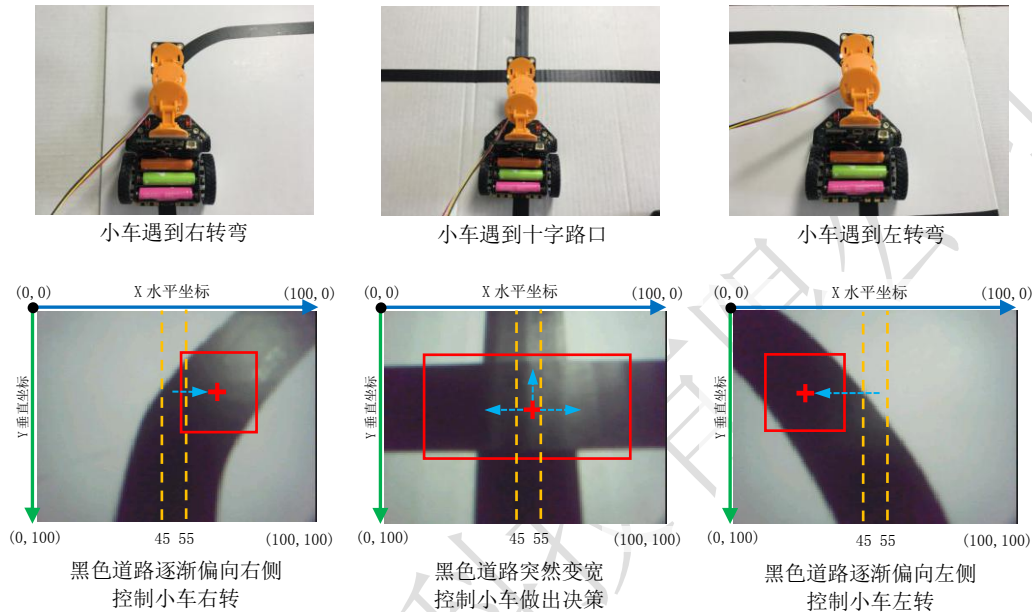 小车遇到右转弯
小车遇到十字路口
小车遇到左转弯
(0,0)
X 水平坐标
(100,0)
Y 垂直坐标
(0,100)
45 55
(100,100)
黑色道路逐渐偏向右侧
控制小车右转
(0,0)
X 水平坐标
(100,0)
Y 垂直坐标
(0,100)
45 55
(100,100)
黑色道路突然变宽
控制小车做出决策
(0,0)
X 水平坐标
(100,0)
Y 垂直坐标
(0,100)
45 55
(100,100)
黑色道路逐渐偏向左侧
控制小车左转